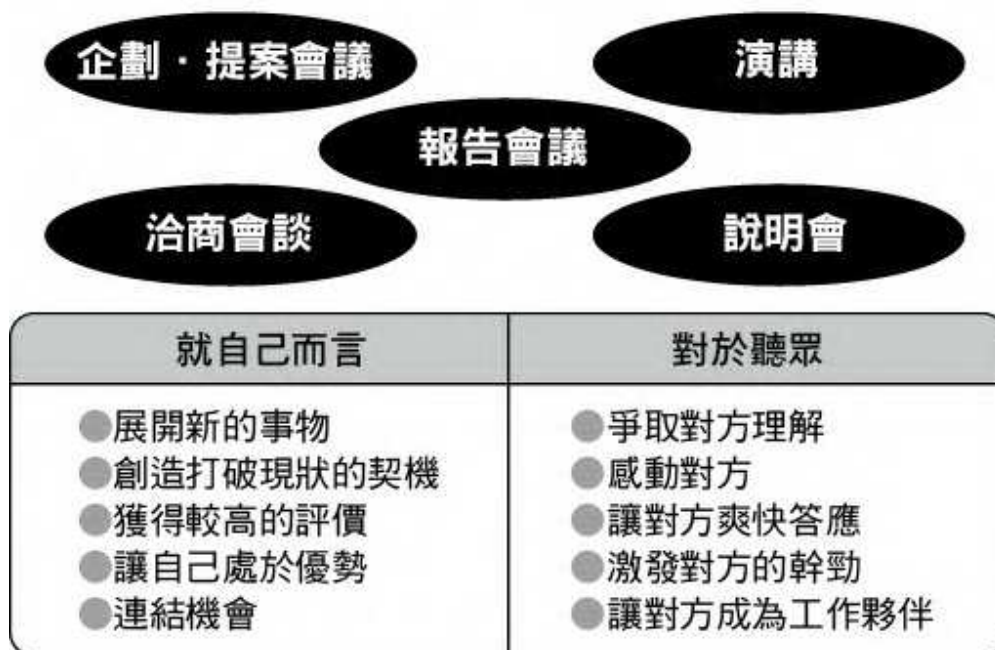 企劃・提案會議
演講
報告會議
洽商會談
說明會
就自己而言
對於聽眾
●展開新的事物
●創造打破現狀的契機
●獲得較高的評價
●讓自己處於優勢
●連結機會
●爭取對方理解
●感動對方
●讓對方爽快答應
●激發對方的幹勁
●讓對方成為工作夥伴